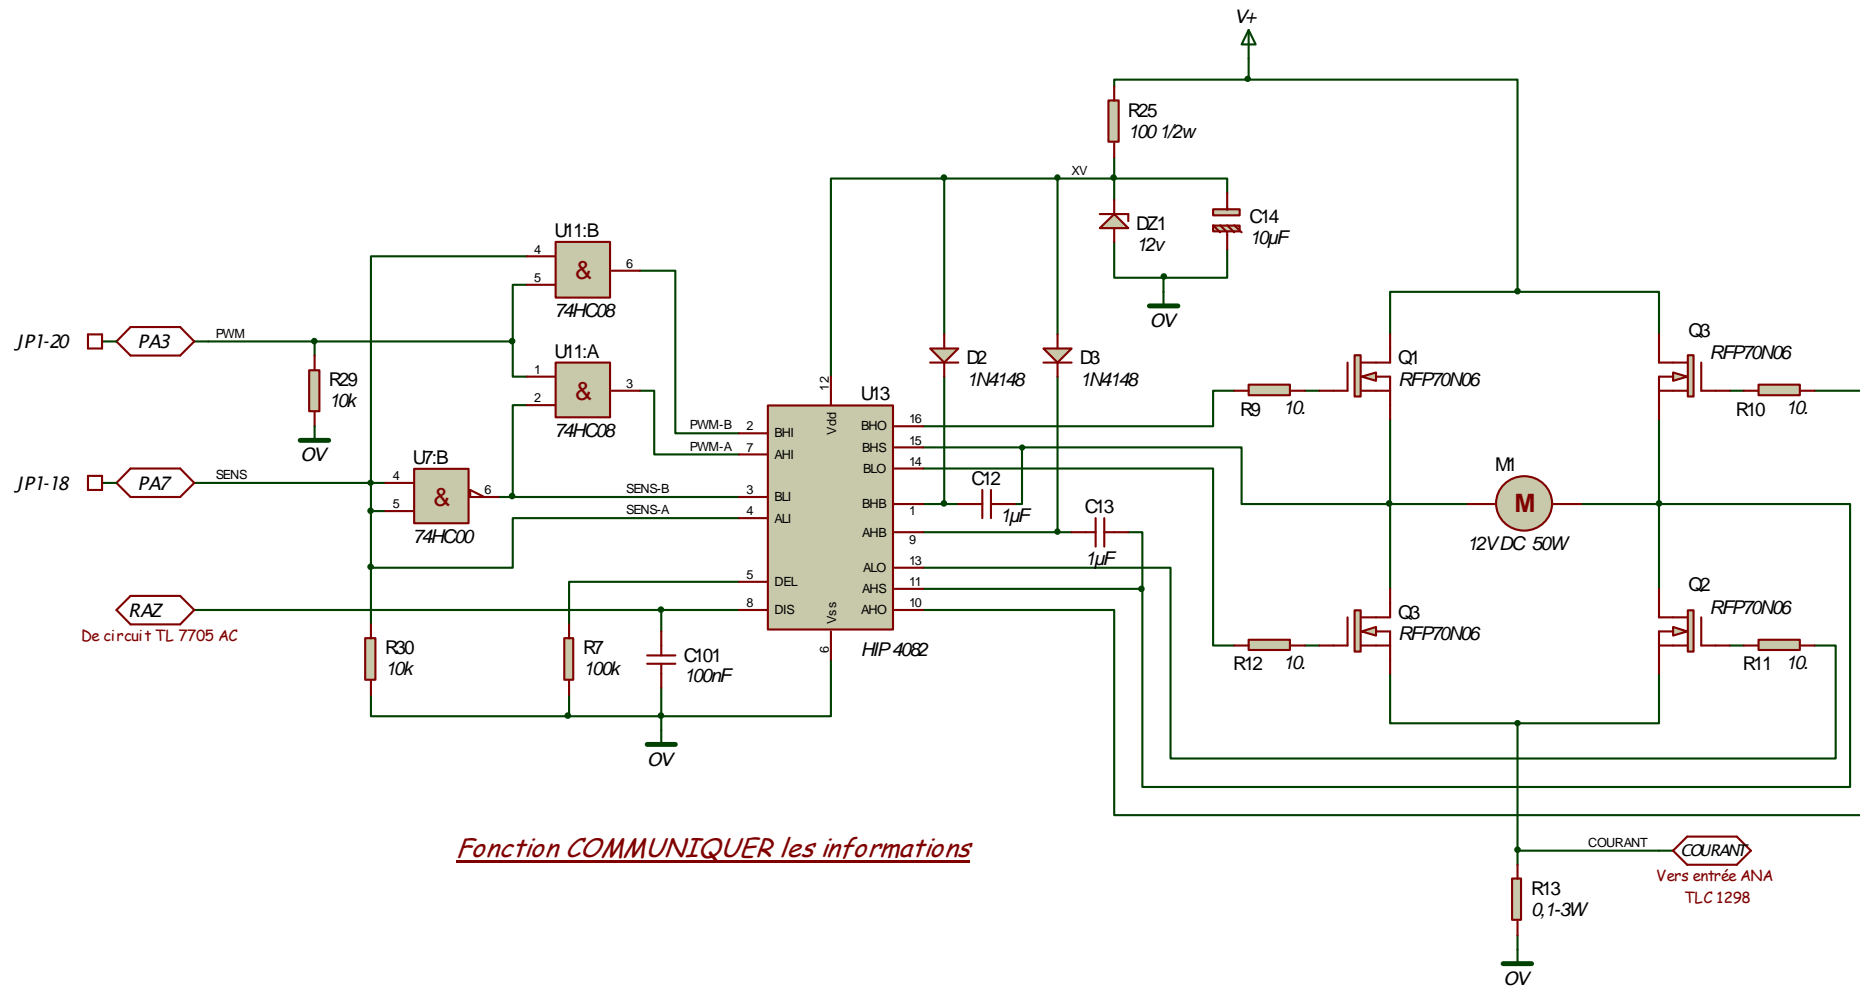 V+
R25
100 1/2w
XV
DZ1
12v
C14
10µF
0V
U11:B
4
5
&
6
74HC08
JP1-20
PA3
PWM
U11:A
1
2
&
3
74HC08
R29
10k
0V
D2
1N4148
D3
1N4148
Q1
RFP70N06
Q3
RFP70N06
R9
10.
R10
10.
U13
12
Vdd
PWM-B
2
BHI
PWM-A
7
AHI
SENS-B
3
BLI
SENS-A
4
ALI
5
DEL
8
DIS
Vss
6
BHO
16
BHS
15
BLO
14
BHB
1
AHB
9
ALO
13
AHS
11
AHO
10
HIP 4082
JP1-18
PA7
SENS
U7:B
4
5
&
6
74HC00
C12
1µF
C13
1µF
M1
M
12V DC 50W
RAZ
De circuit TL 7705 AC
R30
10k
R7
100k
C101
100nF
0V
Q3
RFP70N06
Q2
RFP70N06
R12
10.
R11
10.
Fonction COMMUNIQUER les informations
COURANT
COURANT
Vers entrée ANA
TLC 1298
R13
0,1-3W
0V